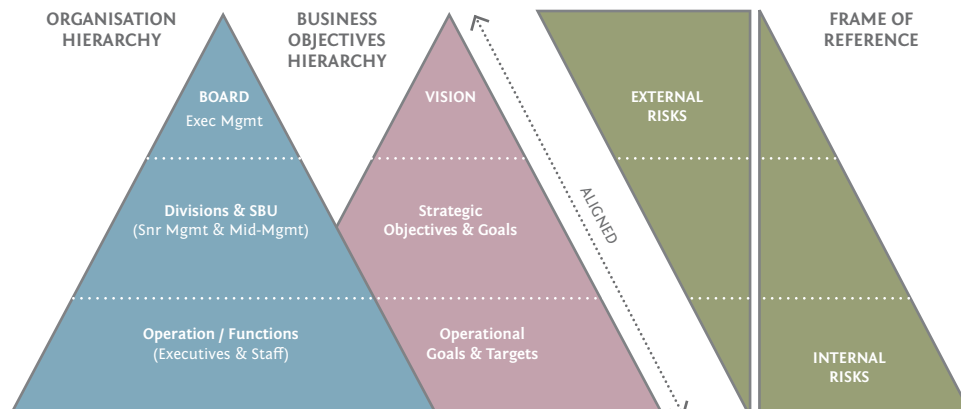 ORGANISATION
HIERARCHY
BUSINESS
OBJECTIVES
HIERARCHY
FRAME OF
REFERENCE
BOARD
Exec Mgmt
VISION
EXTERNAL
RISKS
Divisions & SBU
(Snr Mgmt & Mid-Mgmt)
Strategic
Objectives & Goals
ALIGNED
Operation / Functions
(Executives & Staff)
Operational
Goals & Targets
INTERNAL
RISKS